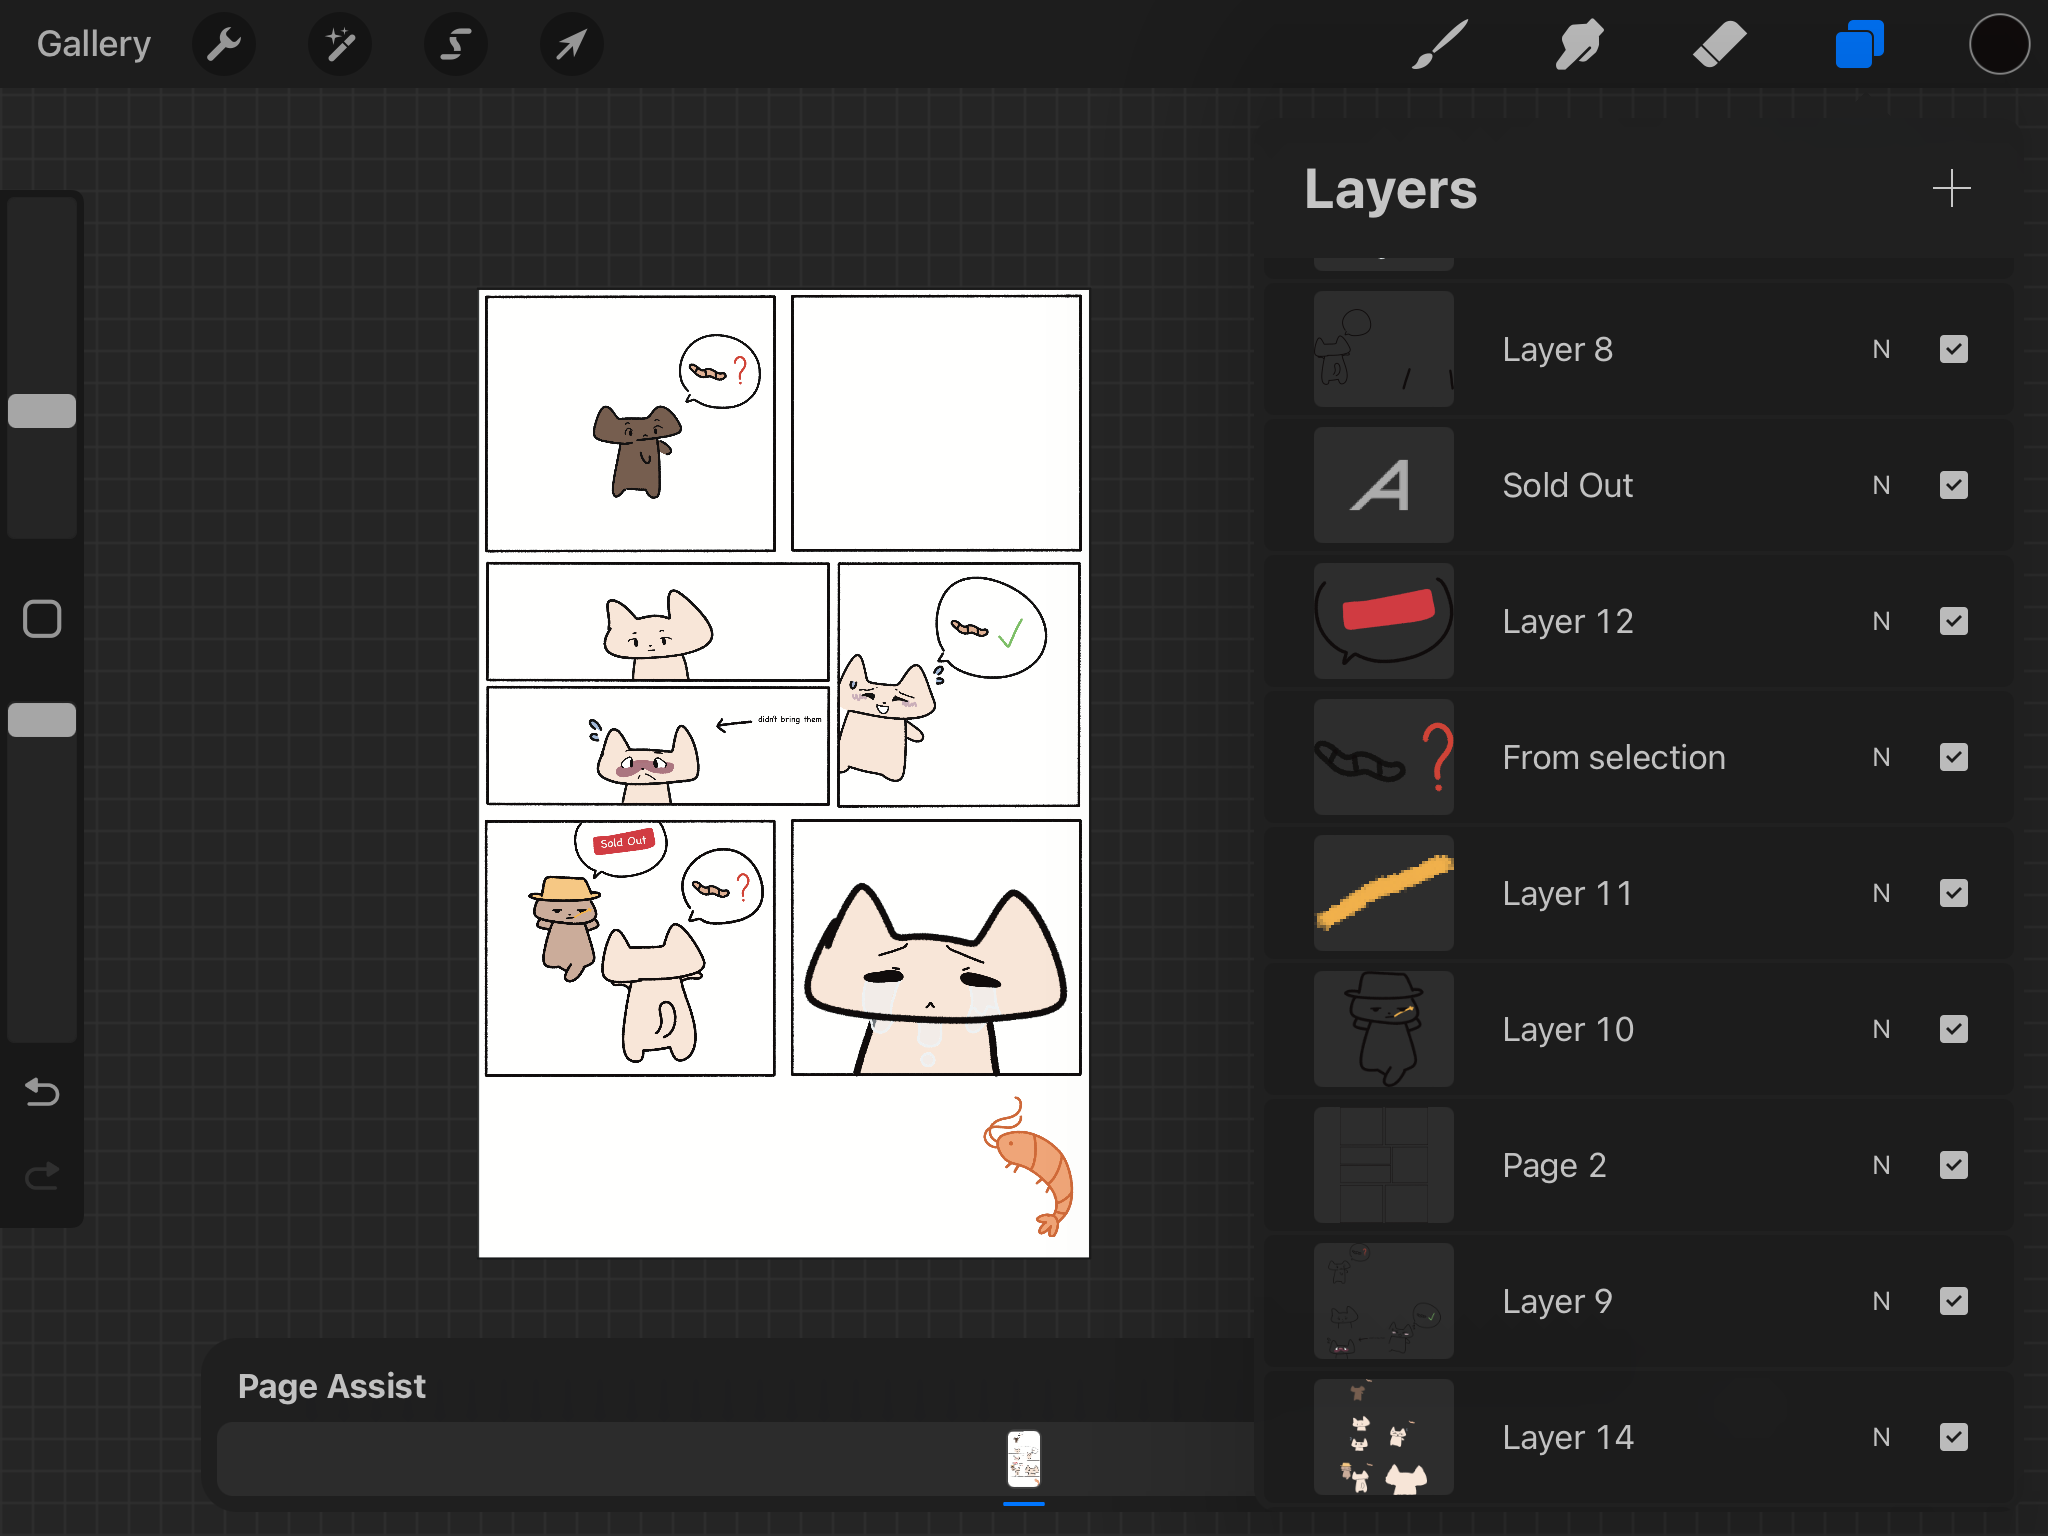 Gallery
Layers
Layer 8 N
Sold Out N
A
Layer 12 N
From selection N
?
Layer 11 N
Layer 10 N
Page 2 N
Layer 9 N
Layer 14 N
?
didn't bring them
Sold Out
?
Page Assist